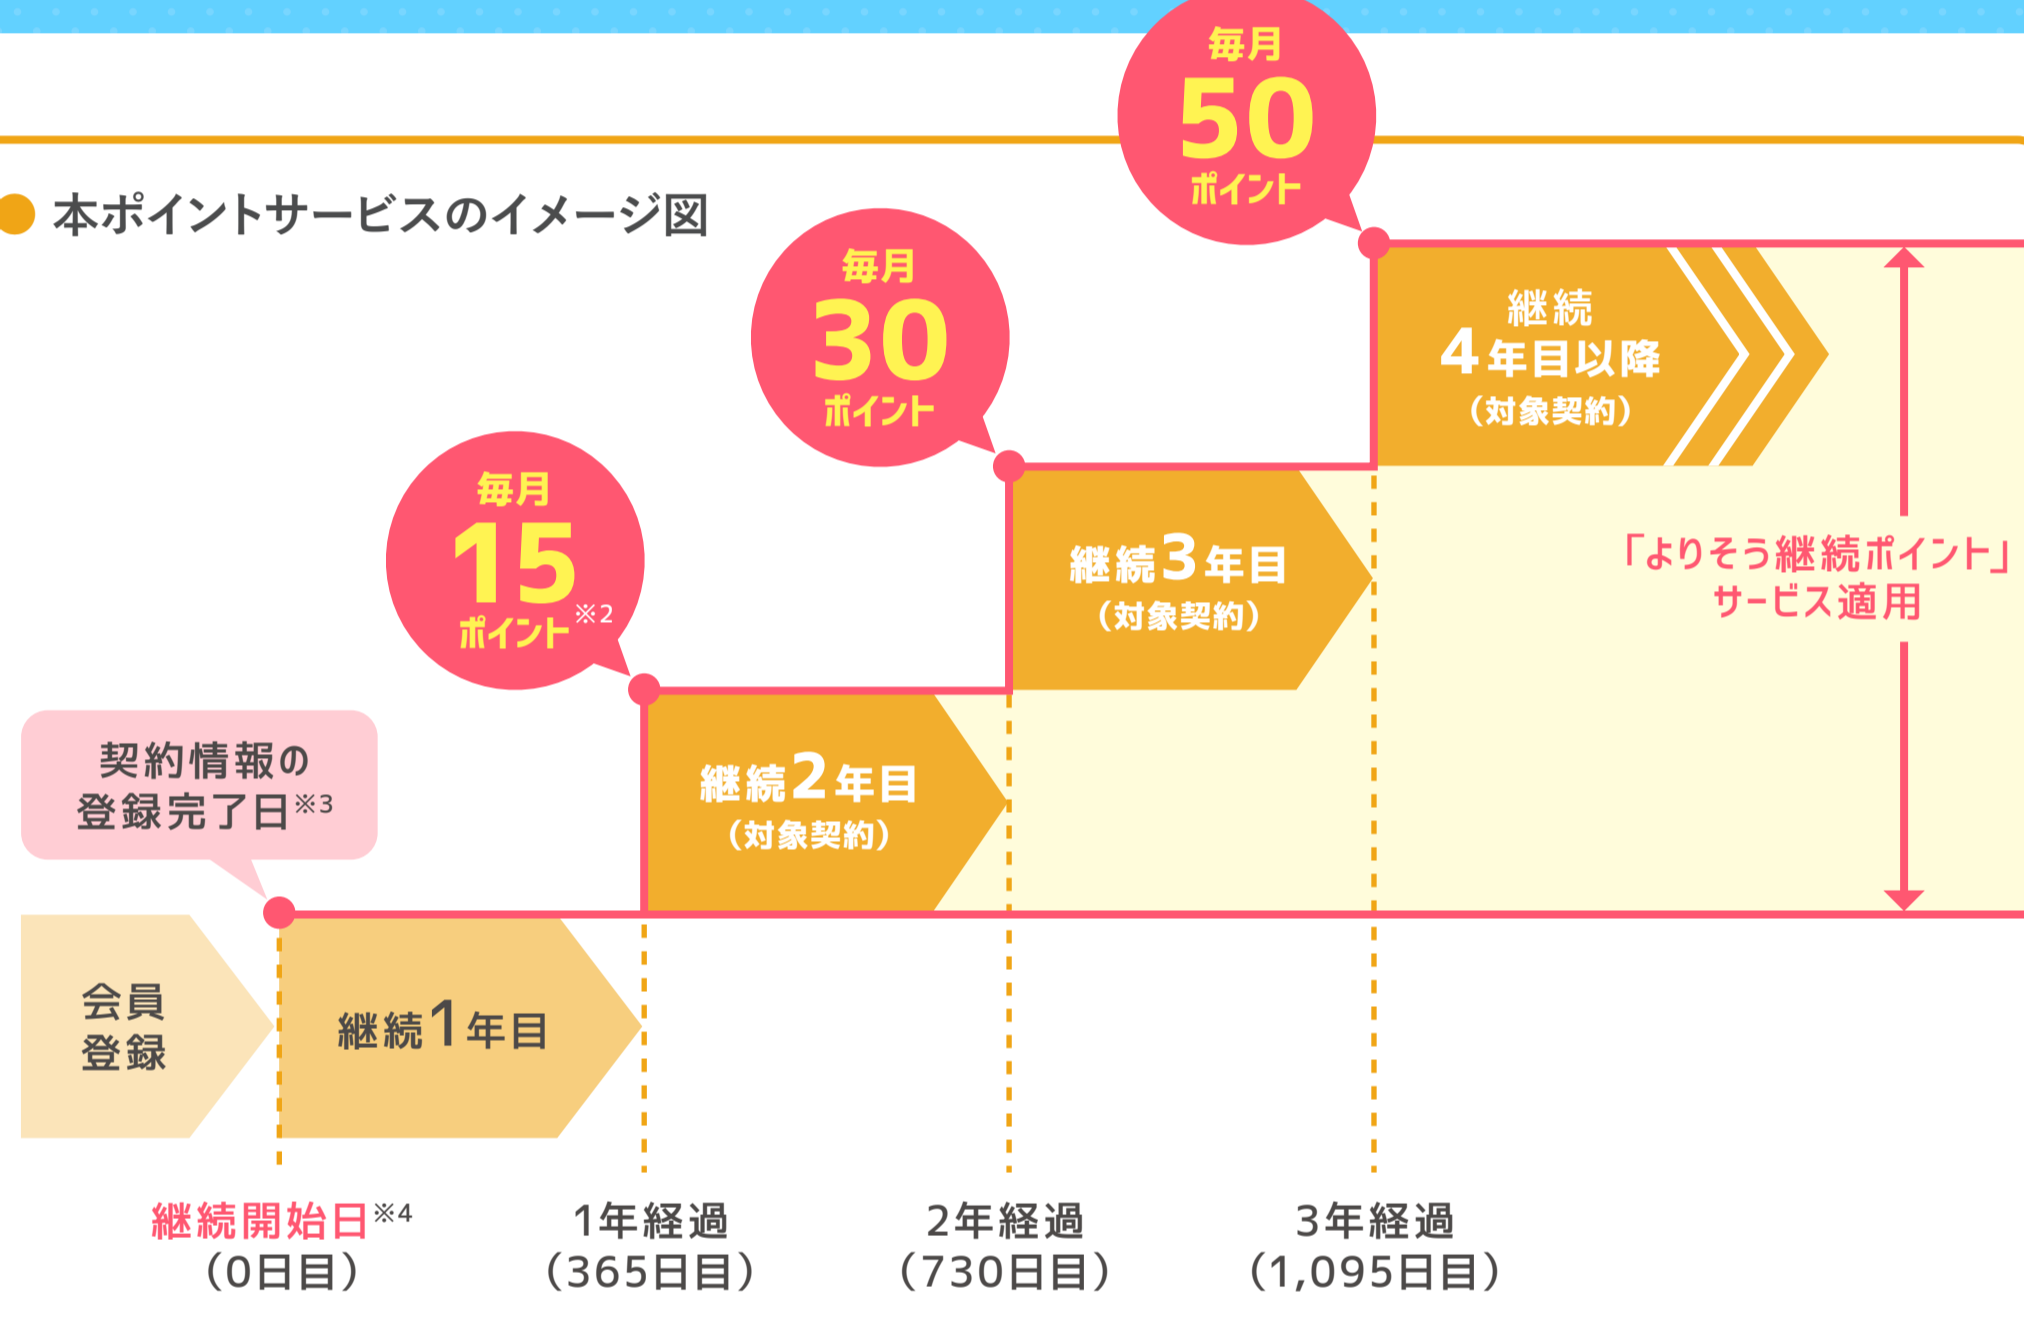 毎月
50
ポイント
本ポイントサービスのイメージ図
毎月
30
ポイント
継続
4年目以降
（対象契約）
毎月
15
ポイント※2
継続3年目
（対象契約）
「よりそう継続ポイント」
サービス適用
契約情報の
登録完了日※3
継続2年目
（対象契約）
会員
登録
継続1年目
継続開始日※4
（0日目）
1年経過
（365日目）
2年経過
（730日目）
3年経過
（1,095日目）